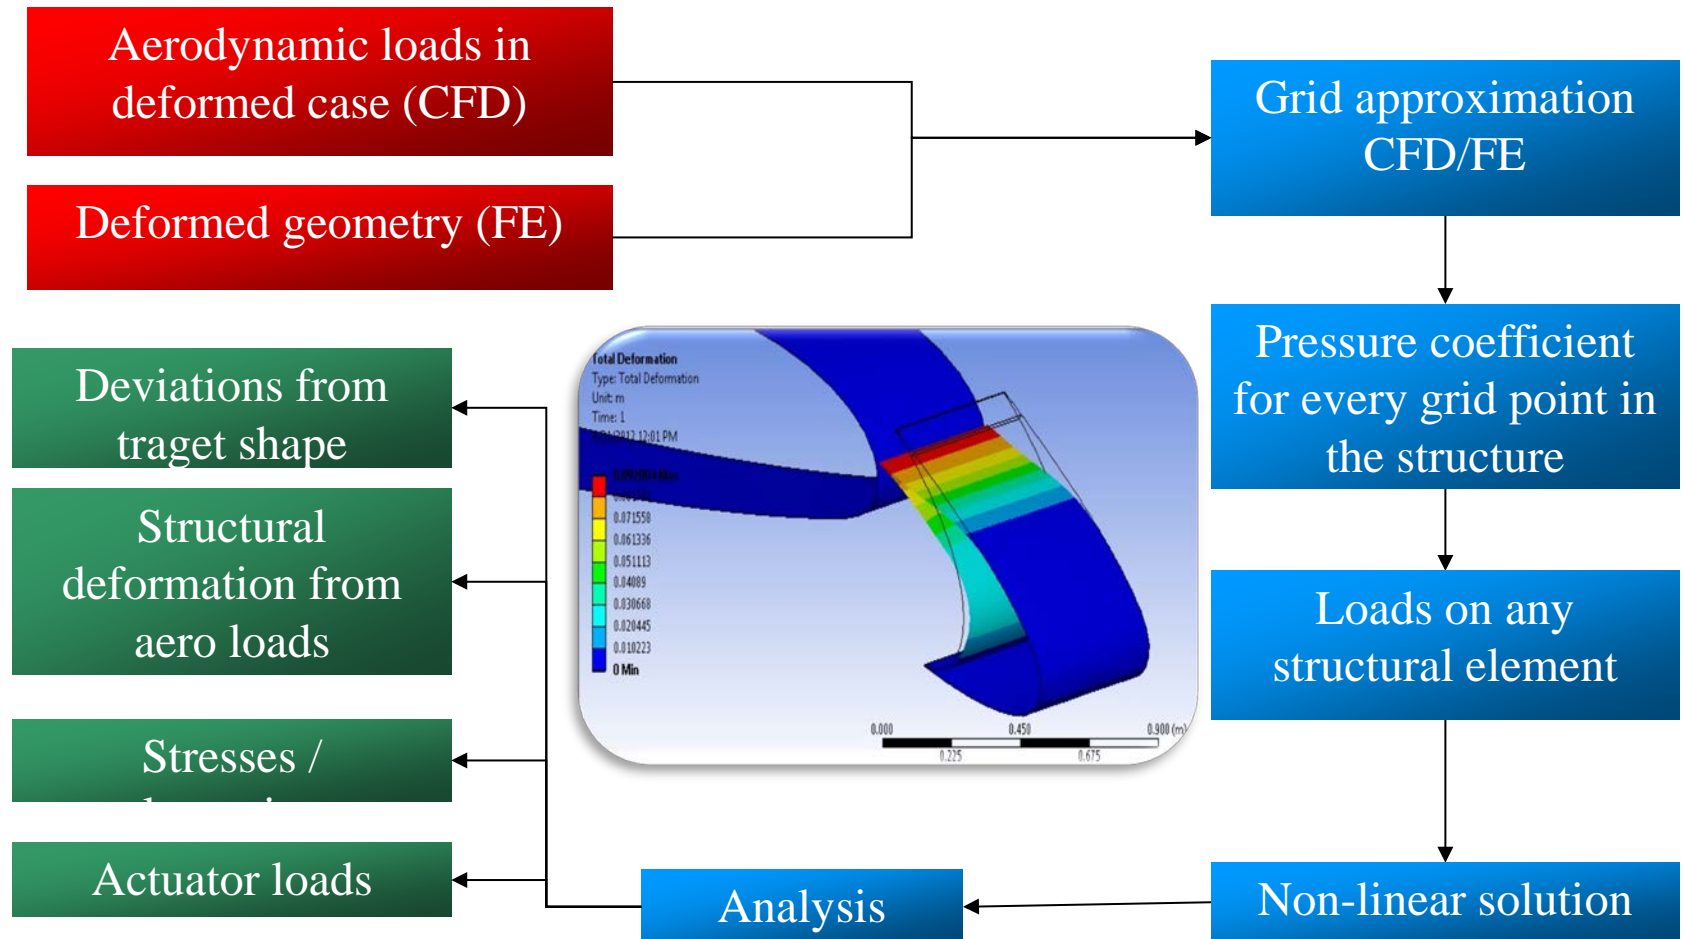 Aerodynamic loads in
deformed case (CFD)
Deformed geometry (FE)
Grid approximation
CFD/FE
Pressure coefficient
for every grid point in
the structure
Loads on any
structural element
Non-linear solution
Analysis
Deviations from
traget shape
Structural
deformation from
aero loads
Stresses /
Actuator loads
Total Deformation
Type: Total Deformation
Unit: m
Time: 1
12:01 PM
0.071558
0.061336
0.051113
0.04089
0.030668
0.020445
0.010223
0 Min
0.000
0.450
0.900 (m)
0.225
0.675